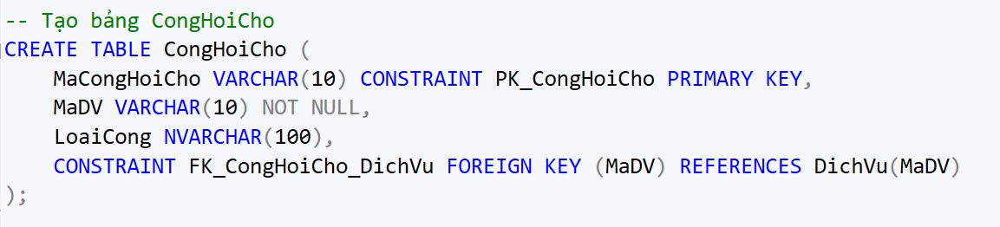 -- Tạo bảng CongHoiCho
CREATE TABLE CongHoiCho (
    MaCongHoiCho VARCHAR(10) CONSTRAINT PK_CongHoiCho PRIMARY KEY,
    MaDV VARCHAR(10) NOT NULL,
    LoaiCong NVARCHAR(100),
    CONSTRAINT FK_CongHoiCho_DichVu FOREIGN KEY (MaDV) REFERENCES DichVu(MaDV)
);